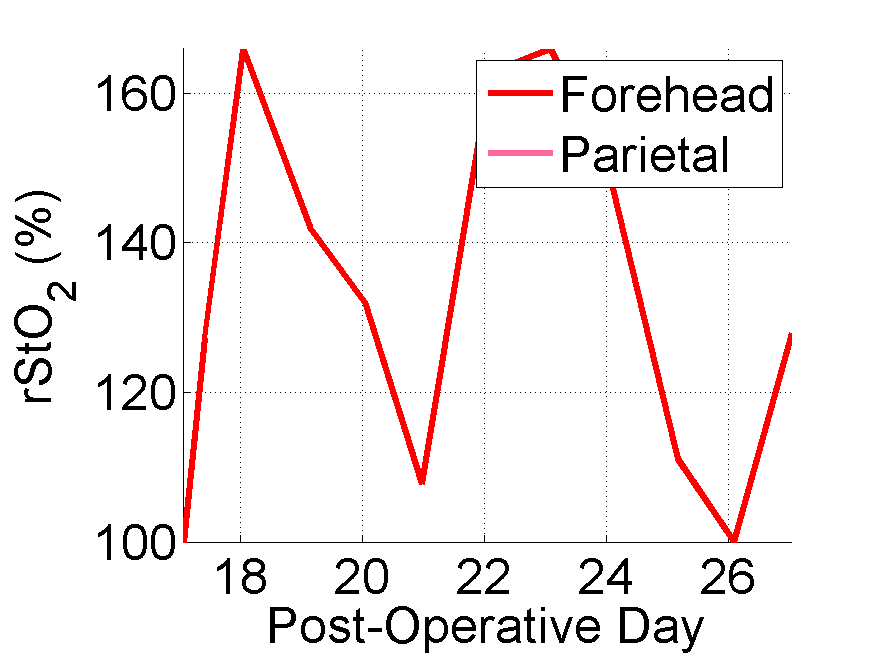 160
140
120
100
rStO2 (%)
Forehead
Parietal
18 20 22 24 26
Post-Operative Day